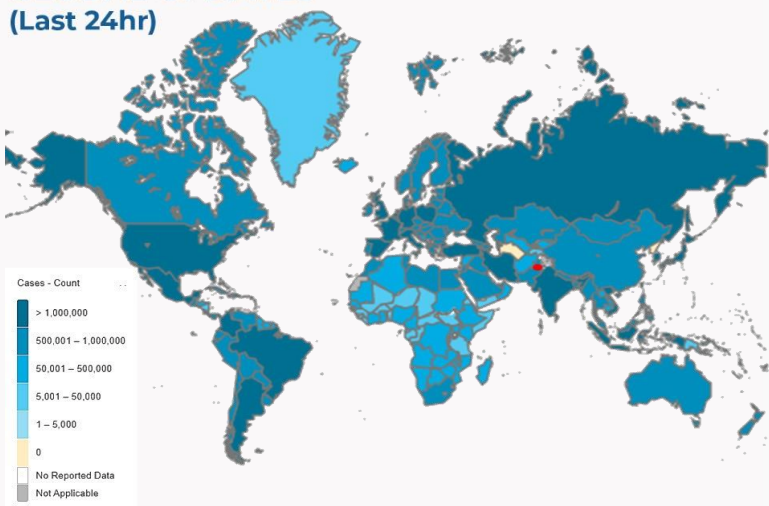 (Last 24hr)
Cases - Count
> 1,000,000
500,001 – 1,000,000
50,001 – 500,000
5,001 – 50,000
1 – 5,000
0
No Reported Data
Not Applicable